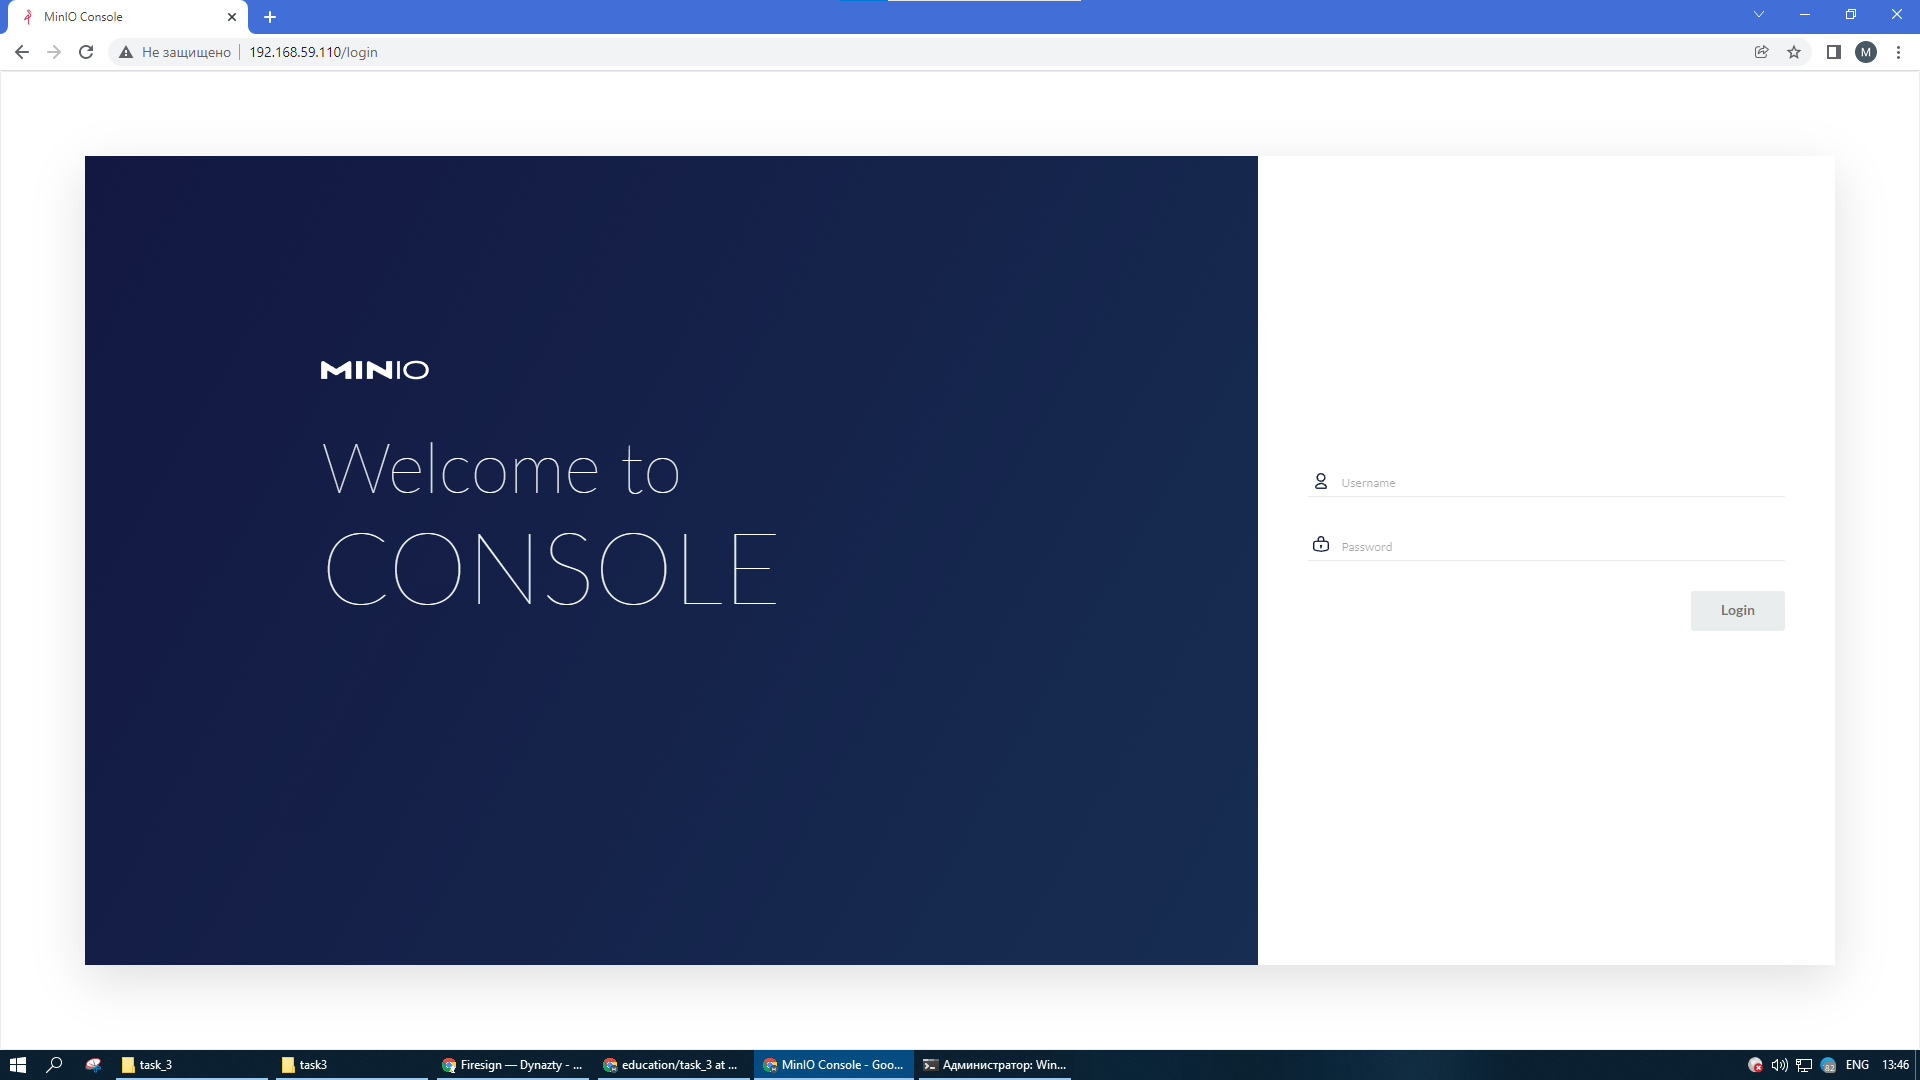 MinIO Console
Не защищено
192.168.59.110/login
M
MINIO
Welcome to
CONSOLE
Username
Password
Login
task_3
task3
Firesign — Dynazty - ...
education/task_3 at ...
MinIO Console - Goo...
Администратор: Win...
82
ENG
13:46